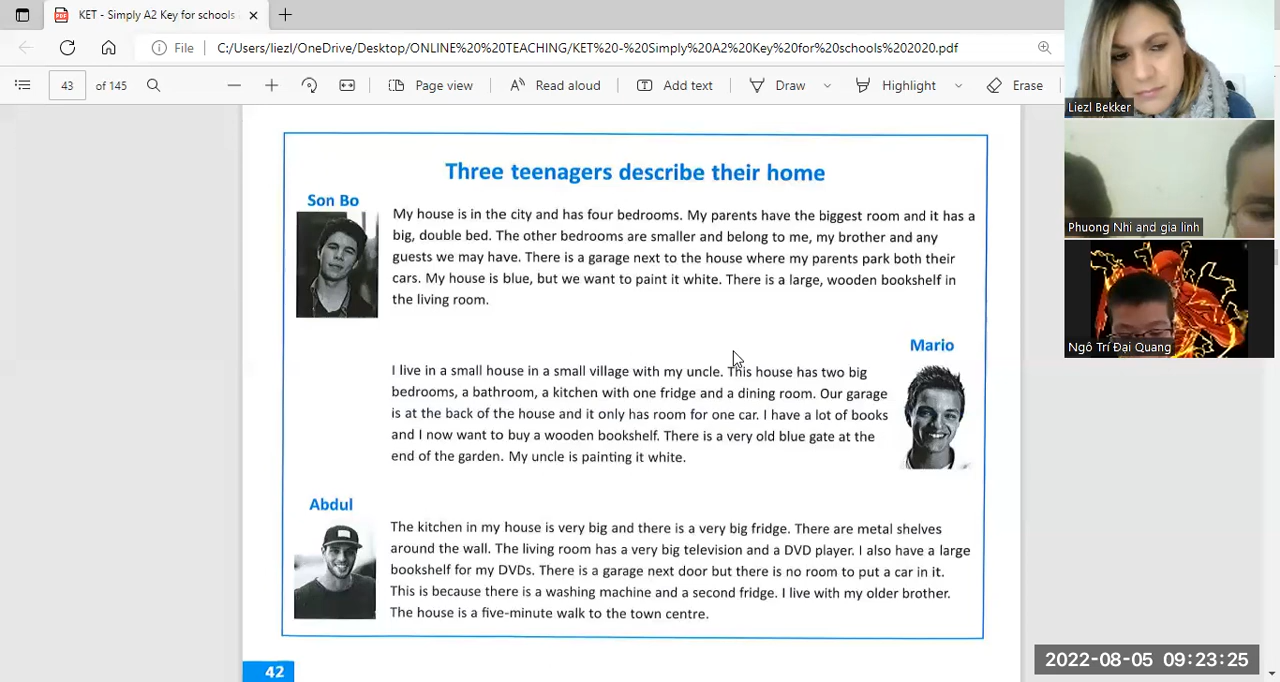 KET - Simply A2 Key for schools
File
C:/Users/liezl/OneDrive/Desktop/ONLINE%20%20TEACHING/KET%20-%20Simply%20A2%20Key%20for%20schools%202020.pdf
43 of 145
Page view
Read aloud
Add text
Draw
Highlight
Erase
Liezl Bekker
Phuong Nhi and gia linh
Ngô Trí Đại Quang
Three teenagers describe their home
Son Bo
My house is in the city and has four bedrooms. My parents have the biggest room and it has a
big, double bed. The other bedrooms are smaller and belong to me, my brother and any
guests we may have. There is a garage next to the house where my parents park both their
cars. My house is blue, but we want to paint it white. There is a large, wooden bookshelf in
the living room.
Mario
I live in a small house in a small village with my uncle. This house has two big
bedrooms, a bathroom, a kitchen with one fridge and a dining room. Our garage
is at the back of the house and it only has room for one car. I have a lot of books
and I now want to buy a wooden bookshelf. There is a very old blue gate at the
end of the garden. My uncle is painting it white.
Abdul
The kitchen in my house is very big and there is a very big fridge. There are metal shelves
around the wall. The living room has a very big television and a DVD player. I also have a large
bookshelf for my DVDs. There is a garage next door but there is no room to put a car in it.
This is because there is a washing machine and a second fridge. I live with my older brother.
The house is a five-minute walk to the town centre.
42
2022-08-05 09:23:25